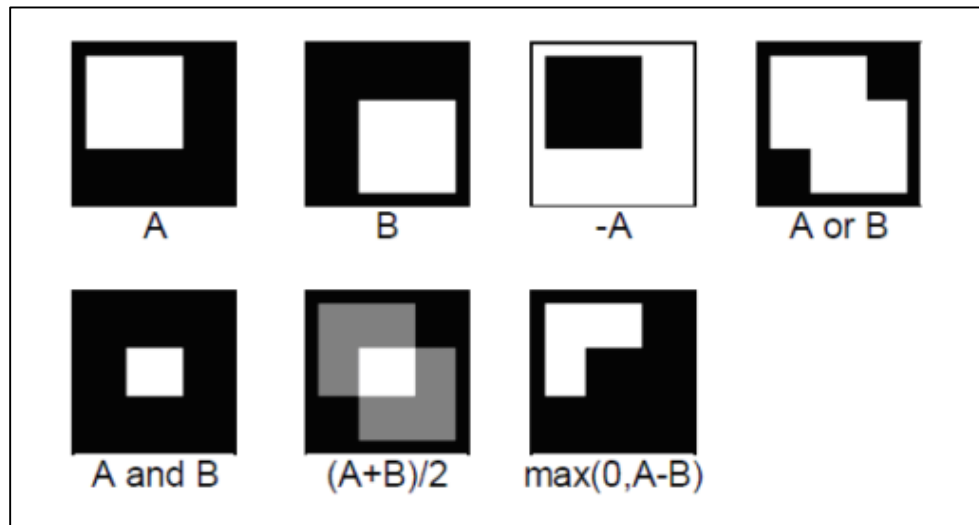 A
B
-A
A or B
A and B
(A+B)/2
max(0,A-B)